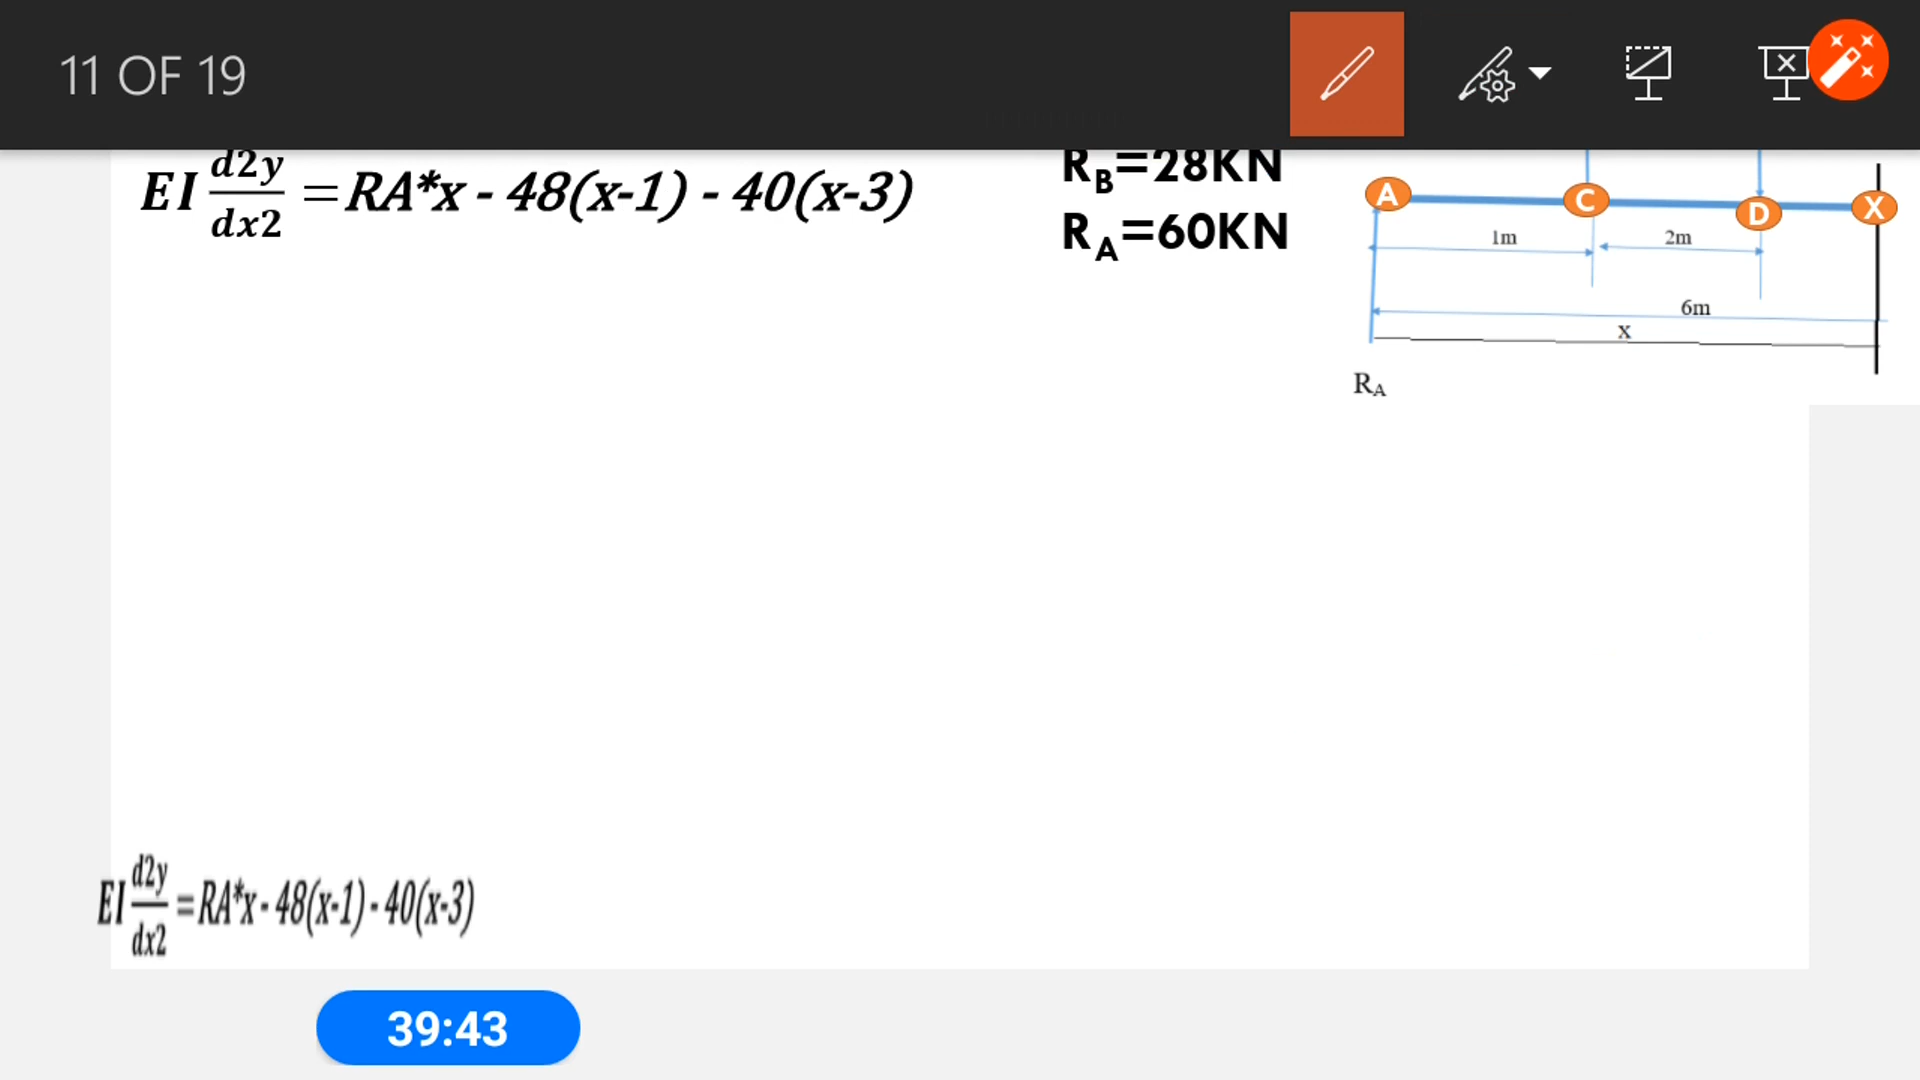 11 OF 19
EI d2y/dx2 =RA*x - 48(x-1) - 40(x-3)
RB=28KN
RA=60KN
A C D X
1m 2m
6m
x
RA
EI d2y/dx2 =RA*x- 48(x-1)- 40(x-3)
39:43